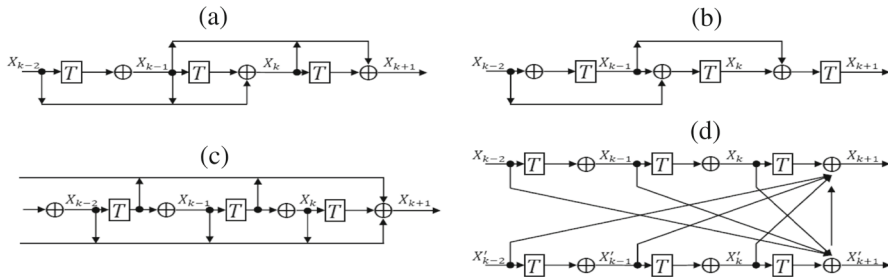 (a)
X_{k-2} T X_{k-1} T X_k T X_{k+1}
(b)
X_{k-2} T X_{k-1} T X_k T X_{k+1}
(c)
X_{k-2} T X_{k-1} T X_k T X_{k+1}
(d)
X_{k-2} T X_{k-1} T X_k T X_{k+1}
X'_{k-2} T X'_{k-1} T X'_k T X'_{k+1}